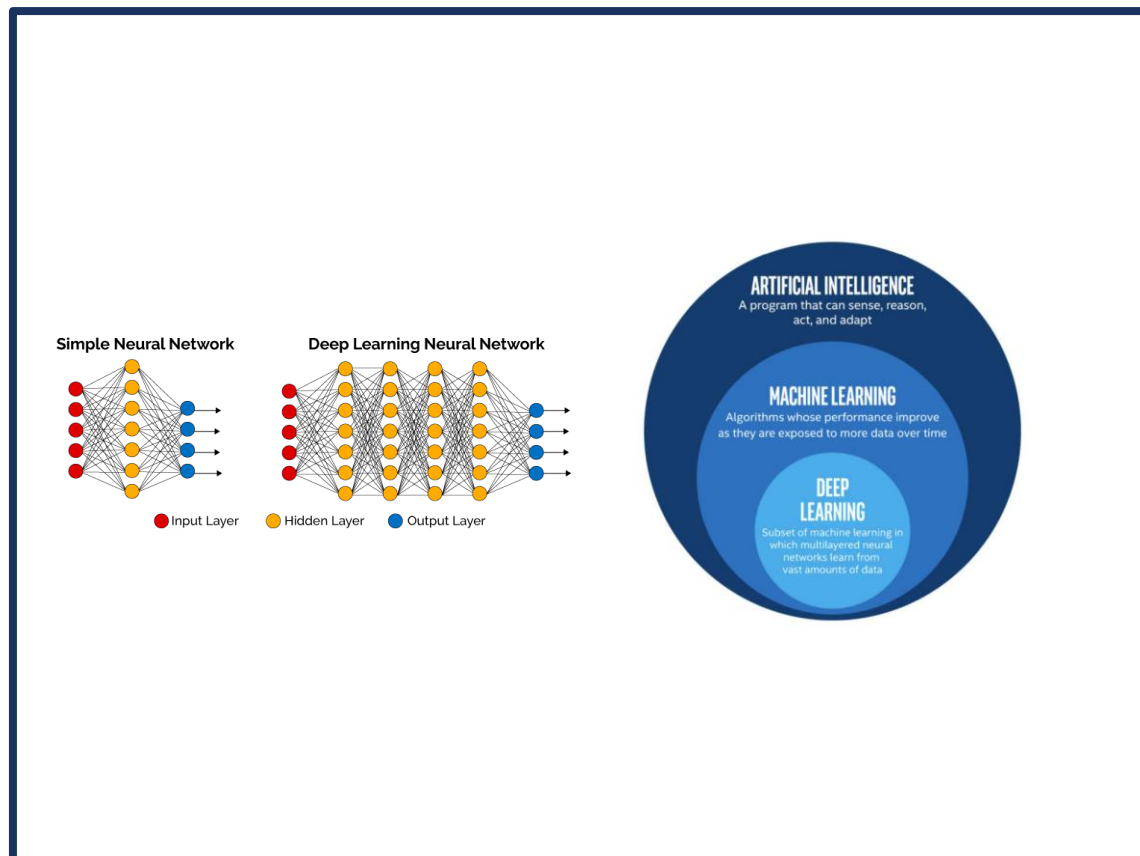 Simple Neural Network
Deep Learning Neural Network
Input Layer
Hidden Layer
Output Layer
ARTIFICIAL INTELLIGENCE
A program that can sense, reason,
act, and adapt
MACHINE LEARNING
Algorithms whose performance improve
as they are exposed to more data over time
DEEP
LEARNING
Subset of machine learning in
which multilayered neural
networks learn from
vast amounts of data